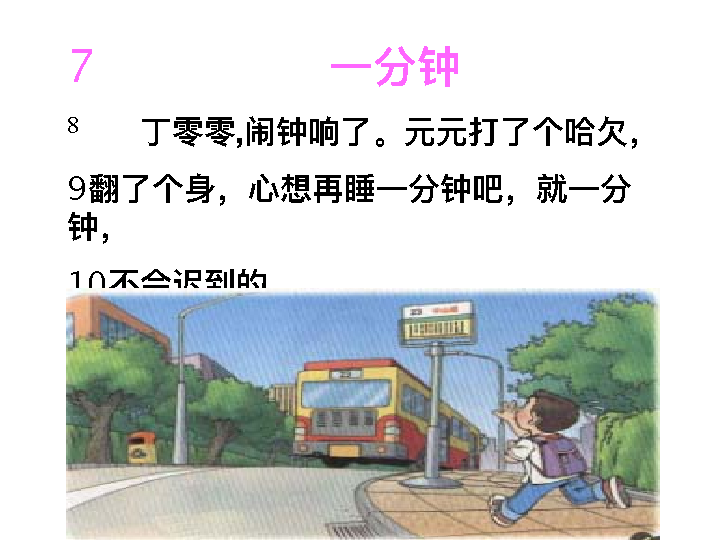 7 一分钟
8 丁零零,闹钟响了。元元打了个哈欠，
9翻了个身，心想再睡一分钟吧，就一分
钟，
10不会迟到的
23
23